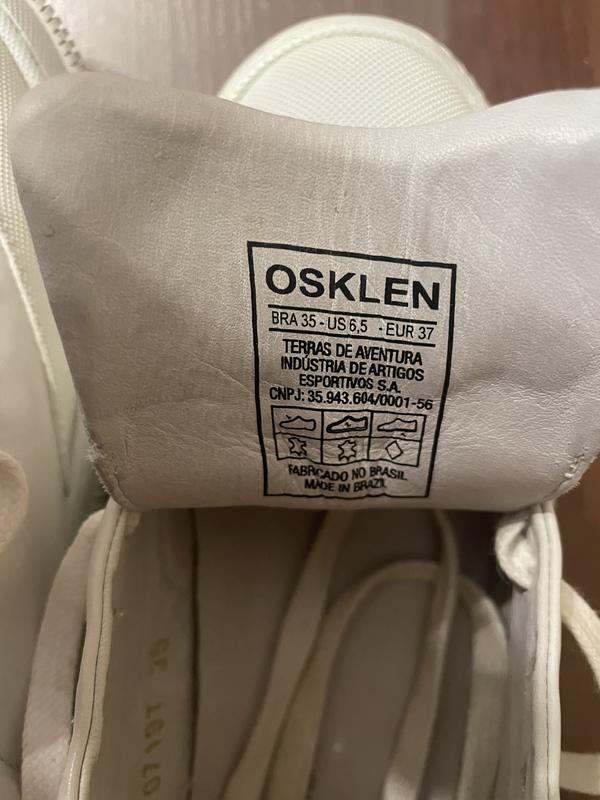 OSKLEN
BRA 35 - US 6,5 - EUR 37
TERRAS DE AVENTURA
INDÚSTRIA DE ARTIGOS
ESPORTIVOS S.A.
CNPJ: 35.943.604/0001-56
FABRICADO NO BRASIL
MADE IN BRAZIL